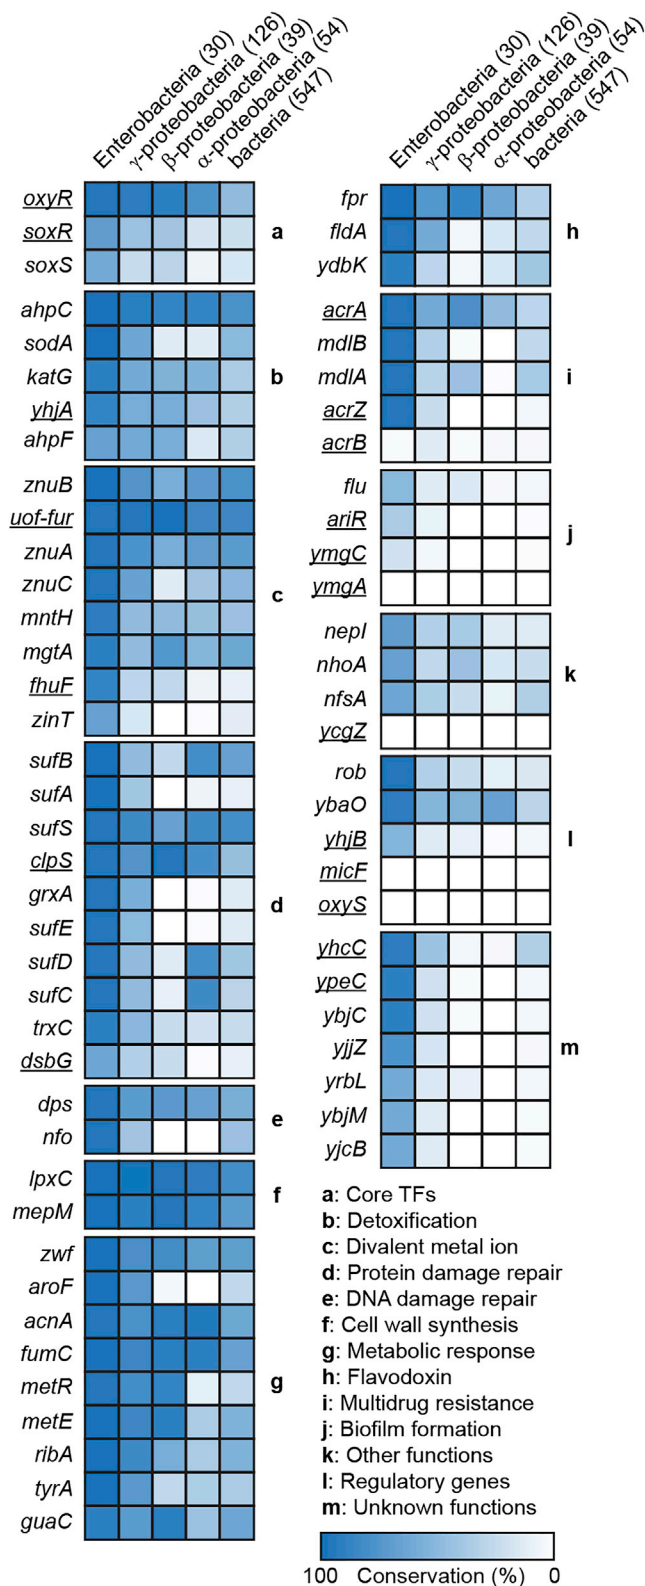 Enterobacteria (30)
γ-proteobacteria (126)
β-proteobacteria (39)
α-proteobacteria (54)
bacteria (547)
oxyR
soxR
soxS
a
ahpC
sodA
katG
yhjA
ahpF
b
znuB
uof-fur
znuA
znuC
mntH
mgtA
fhuF
zinT
c
sufB
sufA
sufS
clpS
grxA
sufE
sufD
sufC
trxC
dsbG
d
dps
nfo
e
lpxC
mepM
f
zwf
aroF
acnA
fumC
metR
metE
ribA
tyrA
guaC
g
Enterobacteria (30)
γ-proteobacteria (126)
β-proteobacteria (39)
α-proteobacteria (54)
bacteria (547)
fpr
fldA
ydbK
h
acrA
mdlB
mdlA
acrZ
acrB
i
flu
ariR
ymgC
ymgA
j
nepI
nhoA
nfsA
ycgZ
k
rob
ybaO
yhjB
micF
oxyS
l
yhcC
ypeC
ybjC
yjjZ
yrbL
ybjM
yjcB
m
a: Core TFs
b: Detoxification
c: Divalent metal ion
d: Protein damage repair
e: DNA damage repair
f: Cell wall synthesis
g: Metabolic response
h: Flavodoxin
i: Multidrug resistance
j: Biofilm formation
k: Other functions
l: Regulatory genes
m: Unknown functions
100 Conservation (%) 0